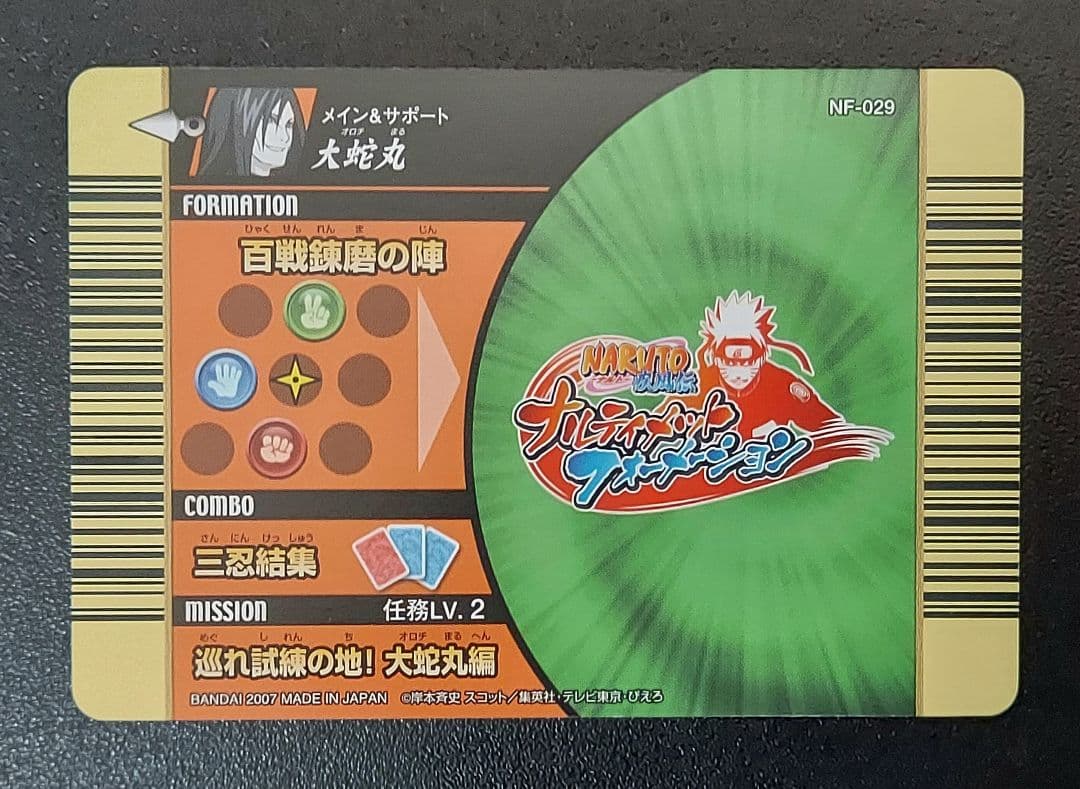 メイン&サポート
オロチ まる
大蛇丸
NF-029
FORMATION
ひゃく せん れん ま じん
百戦錬磨の陣
NARUTO
ナルト
疾風伝
ナルティメット
フォーメーション
COMBO
さん にん けっ しゅう
三忍結集
MISSION
任務LV. 2
めぐ し れん ち オロチ まる へん
巡れ試練の地! 大蛇丸編
BANDAI 2007 MADE IN JAPAN ©岸本斉史 スコット/集英社・テレビ東京・ぴえろ